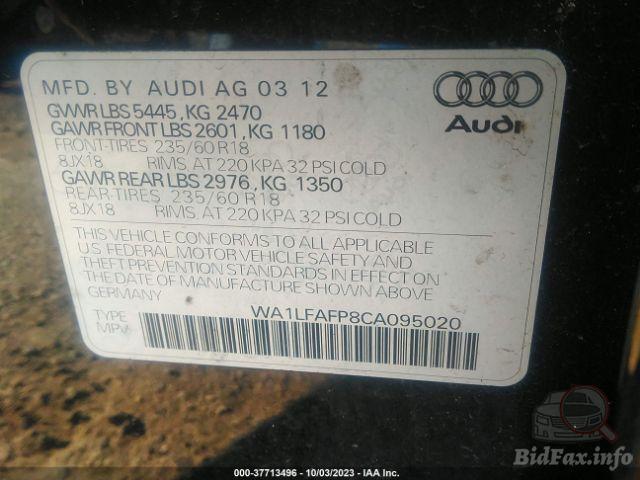 MFD. BY AUDI AG 03 12
GVWR LBS 5445, KG 2470
GAWR FRONT LBS 2601, KG 1180
FRONT-TIRES 235/60 R18
8JX18 RIMS, AT 220 KPA 32 PSI COLD
GAWR REAR LBS 2976, KG 1350
REAR-TIRES 235/60 R18
8JX18 RIMS, AT 220 KPA 32 PSI COLD
Audi
THIS VEHICLE CONFORMS TO ALL APPLICABLE
U.S. FEDERAL MOTOR VEHICLE SAFETY AND
THEFT PREVENTION STANDARDS IN EFFECT ON
THE DATE OF MANUFACTURE SHOWN ABOVE
GERMANY
WA1LFAFP8CA095020
TYPE
MPV
000-37713496 - 10/03/2023 - IAA Inc.
BidFax.info